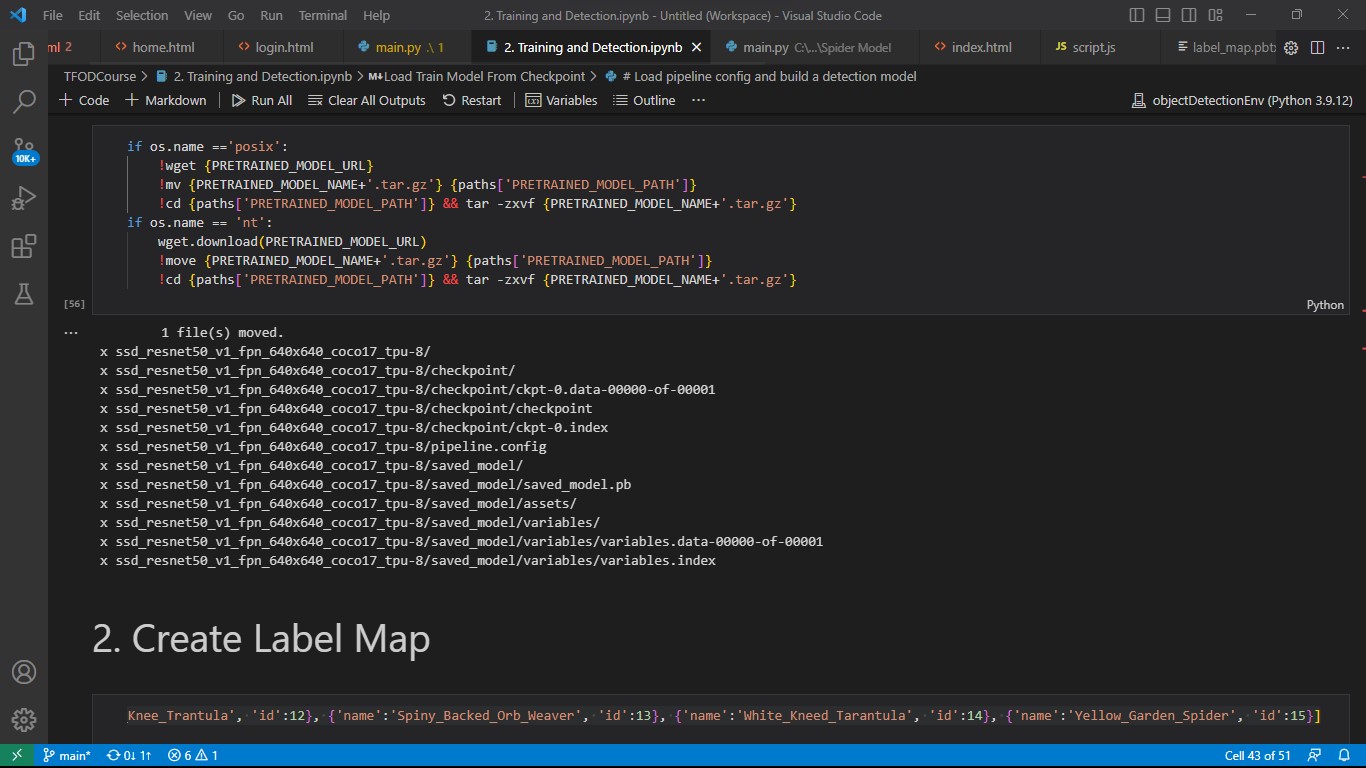 File Edit Selection View Go Run Terminal Help 2. Training and Detection.ipynb - Untitled (Workspace) - Visual Studio Code
ml 2 home.html login.html main.py .\ 1 2. Training and Detection.ipynb main.py C:\...\Spider Model index.html JS script.js label_map.pbt
TFODCourse > 2. Training and Detection.ipynb > M↓Load Train Model From Checkpoint > # Load pipeline config and build a detection model
+ Code + Markdown Run All Clear All Outputs Restart Variables Outline ... objectDetectionEnv (Python 3.9.12)
10K+
if os.name =='posix':
!wget {PRETRAINED_MODEL_URL}
!mv {PRETRAINED_MODEL_NAME+'.tar.gz'} {paths['PRETRAINED_MODEL_PATH']}
!cd {paths['PRETRAINED_MODEL_PATH']} && tar -zxvf {PRETRAINED_MODEL_NAME+'.tar.gz'}
if os.name == 'nt':
wget.download(PRETRAINED_MODEL_URL)
!move {PRETRAINED_MODEL_NAME+'.tar.gz'} {paths['PRETRAINED_MODEL_PATH']}
!cd {paths['PRETRAINED_MODEL_PATH']} && tar -zxvf {PRETRAINED_MODEL_NAME+'.tar.gz'}
[56] Python
... 1 file(s) moved.
x ssd_resnet50_v1_fpn_640x640_coco17_tpu-8/
x ssd_resnet50_v1_fpn_640x640_coco17_tpu-8/checkpoint/
x ssd_resnet50_v1_fpn_640x640_coco17_tpu-8/checkpoint/ckpt-0.data-00000-of-00001
x ssd_resnet50_v1_fpn_640x640_coco17_tpu-8/checkpoint/checkpoint
x ssd_resnet50_v1_fpn_640x640_coco17_tpu-8/checkpoint/ckpt-0.index
x ssd_resnet50_v1_fpn_640x640_coco17_tpu-8/pipeline.config
x ssd_resnet50_v1_fpn_640x640_coco17_tpu-8/saved_model/
x ssd_resnet50_v1_fpn_640x640_coco17_tpu-8/saved_model/saved_model.pb
x ssd_resnet50_v1_fpn_640x640_coco17_tpu-8/saved_model/assets/
x ssd_resnet50_v1_fpn_640x640_coco17_tpu-8/saved_model/variables/
x ssd_resnet50_v1_fpn_640x640_coco17_tpu-8/saved_model/variables/variables.data-00000-of-00001
x ssd_resnet50_v1_fpn_640x640_coco17_tpu-8/saved_model/variables/variables.index
2. Create Label Map
Knee_Trantula', 'id':12}, {'name':'Spiny_Backed_Orb_Weaver', 'id':13}, {'name':'White_Kneed_Tarantula', 'id':14}, {'name':'Yellow_Garden_Spider', 'id':15}]
main* 0↓ 1↑ 6 1 Cell 43 of 51